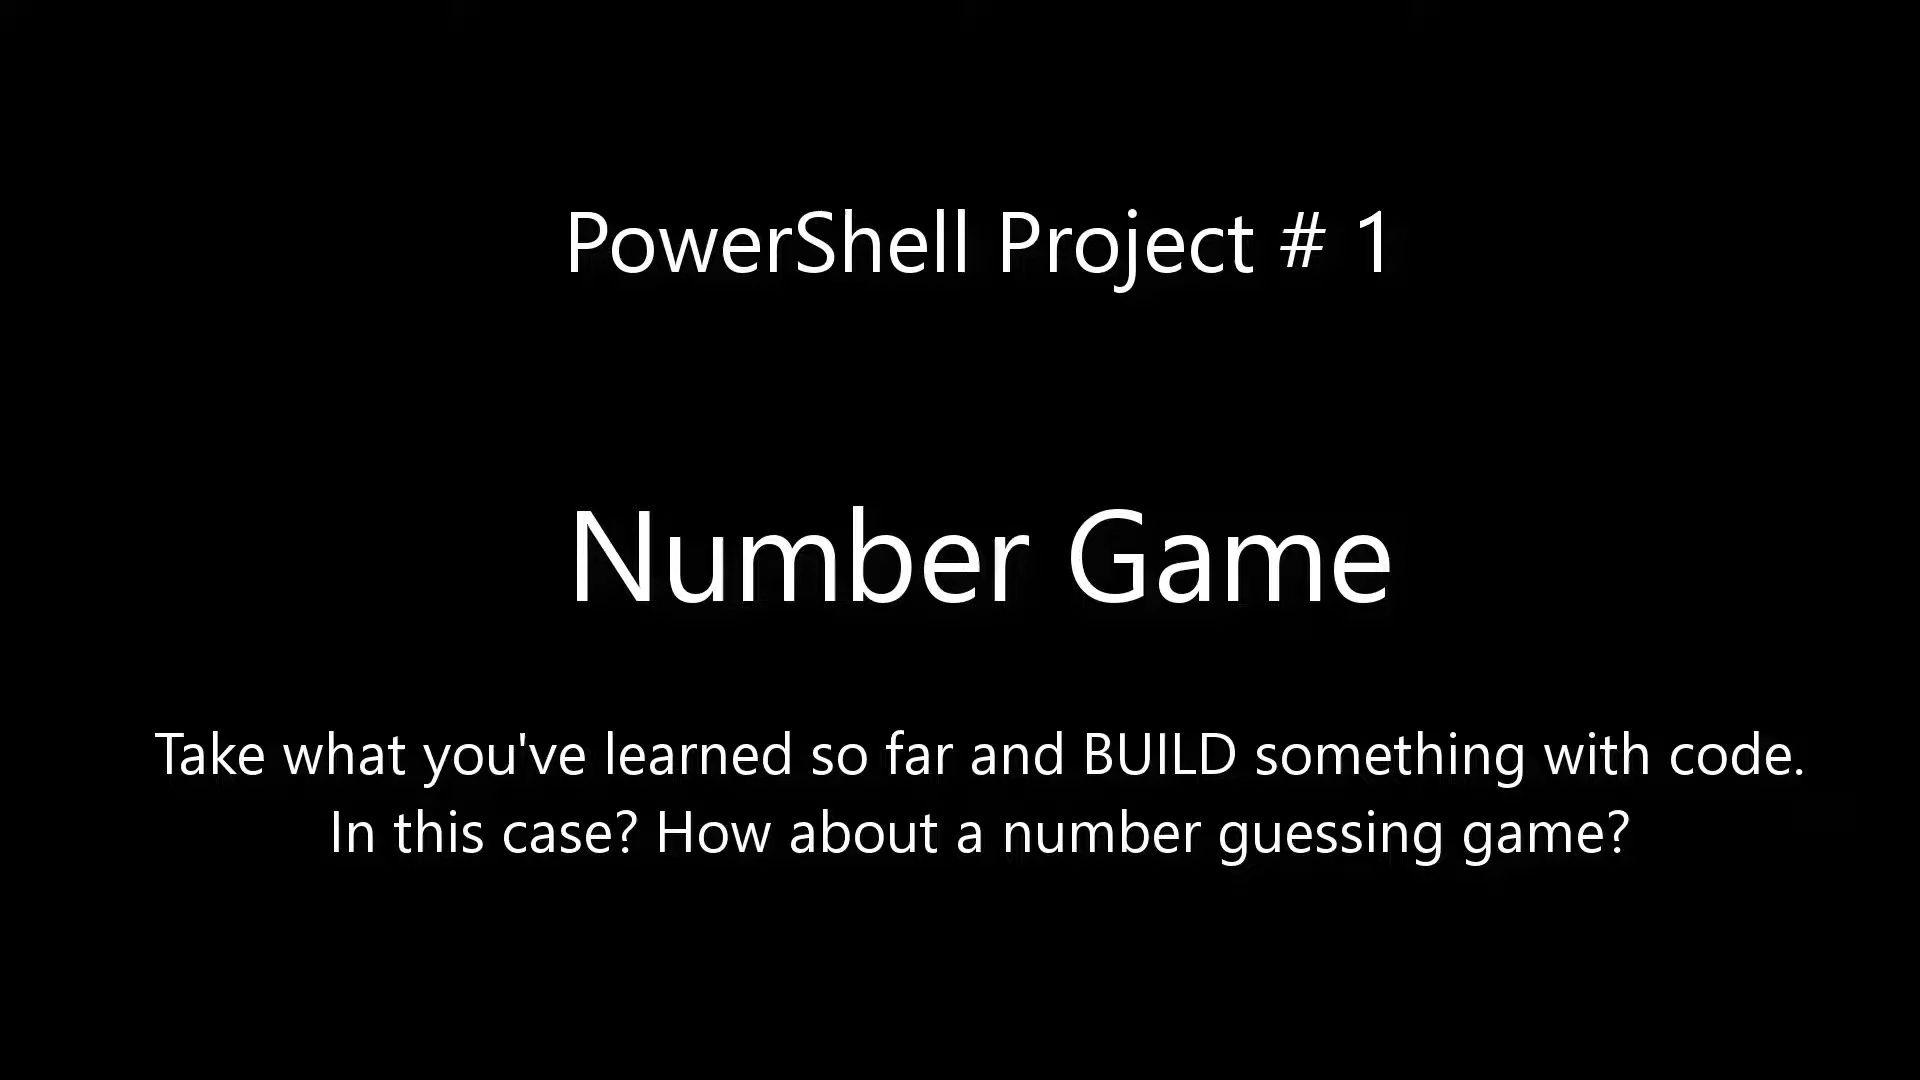 PowerShell Project # 1
Number Game
Take what you've learned so far and BUILD something with code.
In this case? How about a number guessing game?